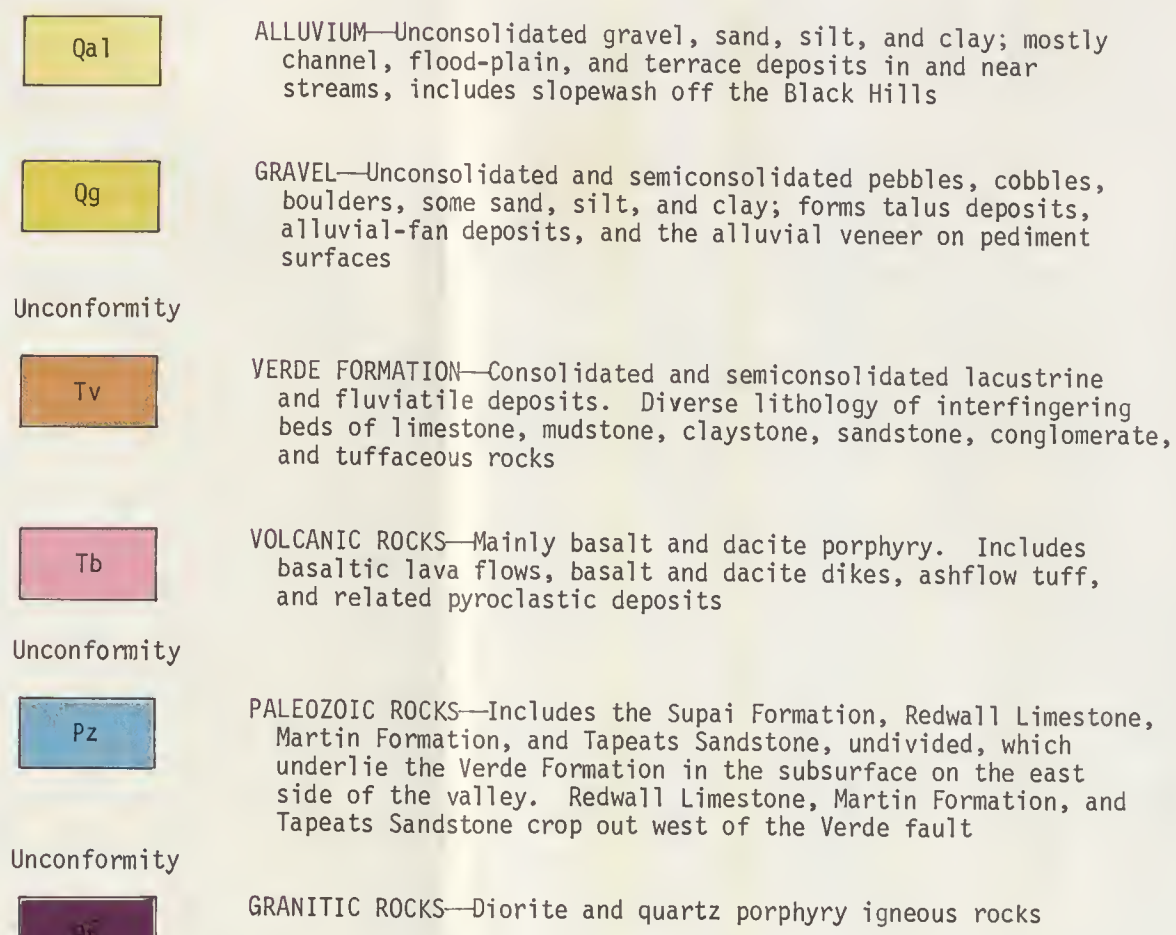 Qal
ALLUVIUM—Unconsolidated gravel, sand, silt, and clay; mostly
channel, flood-plain, and terrace deposits in and near
streams, includes slopewash off the Black Hills
Qg
GRAVEL—Unconsolidated and semiconsolidated pebbles, cobbles,
boulders, some sand, silt, and clay; forms talus deposits,
alluvial-fan deposits, and the alluvial veneer on pediment
surfaces
Unconformity
Tv
VERDE FORMATION—Consolidated and semiconsolidated lacustrine
and fluviatile deposits. Diverse lithology of interfingering
beds of limestone, mudstone, claystone, sandstone, conglomerate,
and tuffaceous rocks
Tb
VOLCANIC ROCKS—Mainly basalt and dacite porphyry. Includes
basaltic lava flows, basalt and dacite dikes, ashflow tuff,
and related pyroclastic deposits
Unconformity
Pz
PALEOZOIC ROCKS—Includes the Supai Formation, Redwall Limestone,
Martin Formation, and Tapeats Sandstone, undivided, which
underlie the Verde Formation in the subsurface on the east
side of the valley. Redwall Limestone, Martin Formation, and
Tapeats Sandstone crop out west of the Verde fault
Unconformity
GRANITIC ROCKS—Diorite and quartz porphyry igneous rocks